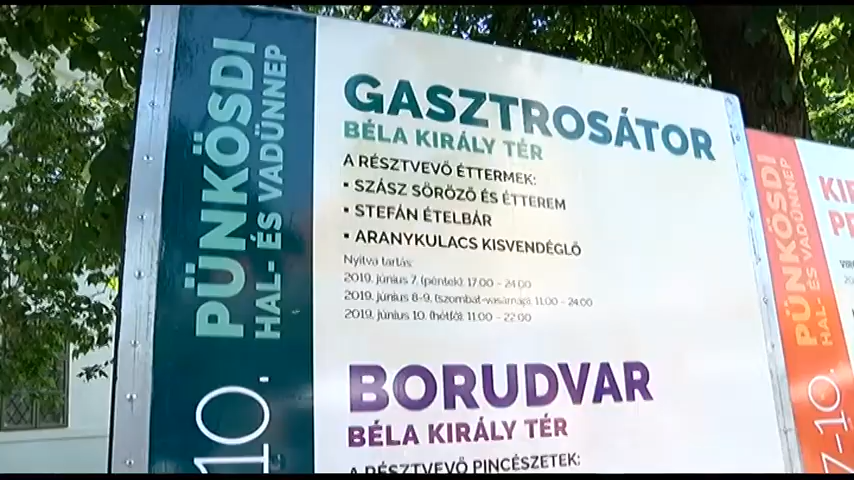 PÜNKÖSDI
HAL- ÉS VADÜNNEP
10.
GASZTROSÁTOR
BÉLA KIRÁLY TÉR
A RÉSZTVEVŐ ÉTTERMEK:
▪ SZÁSZ SÖRÖZŐ ÉS ÉTTEREM
▪ STEFÁN ÉTELBÁR
▪ ARANYKULACS KISVENDÉGLŐ
Nyitva tartás:
2019. június 7. (péntek): 17:00 - 24:00
2019. június 8-9. (szombat-vasárnap): 11:00 - 24:00
2019. június 10. (hétfő): 11:00 - 22:00
BORUDVAR
BÉLA KIRÁLY TÉR
A RÉSZTVEVŐ PINCÉSZETEK:
PÜNKÖSDI
HAL- ÉS VADÜNNEP
7-10.